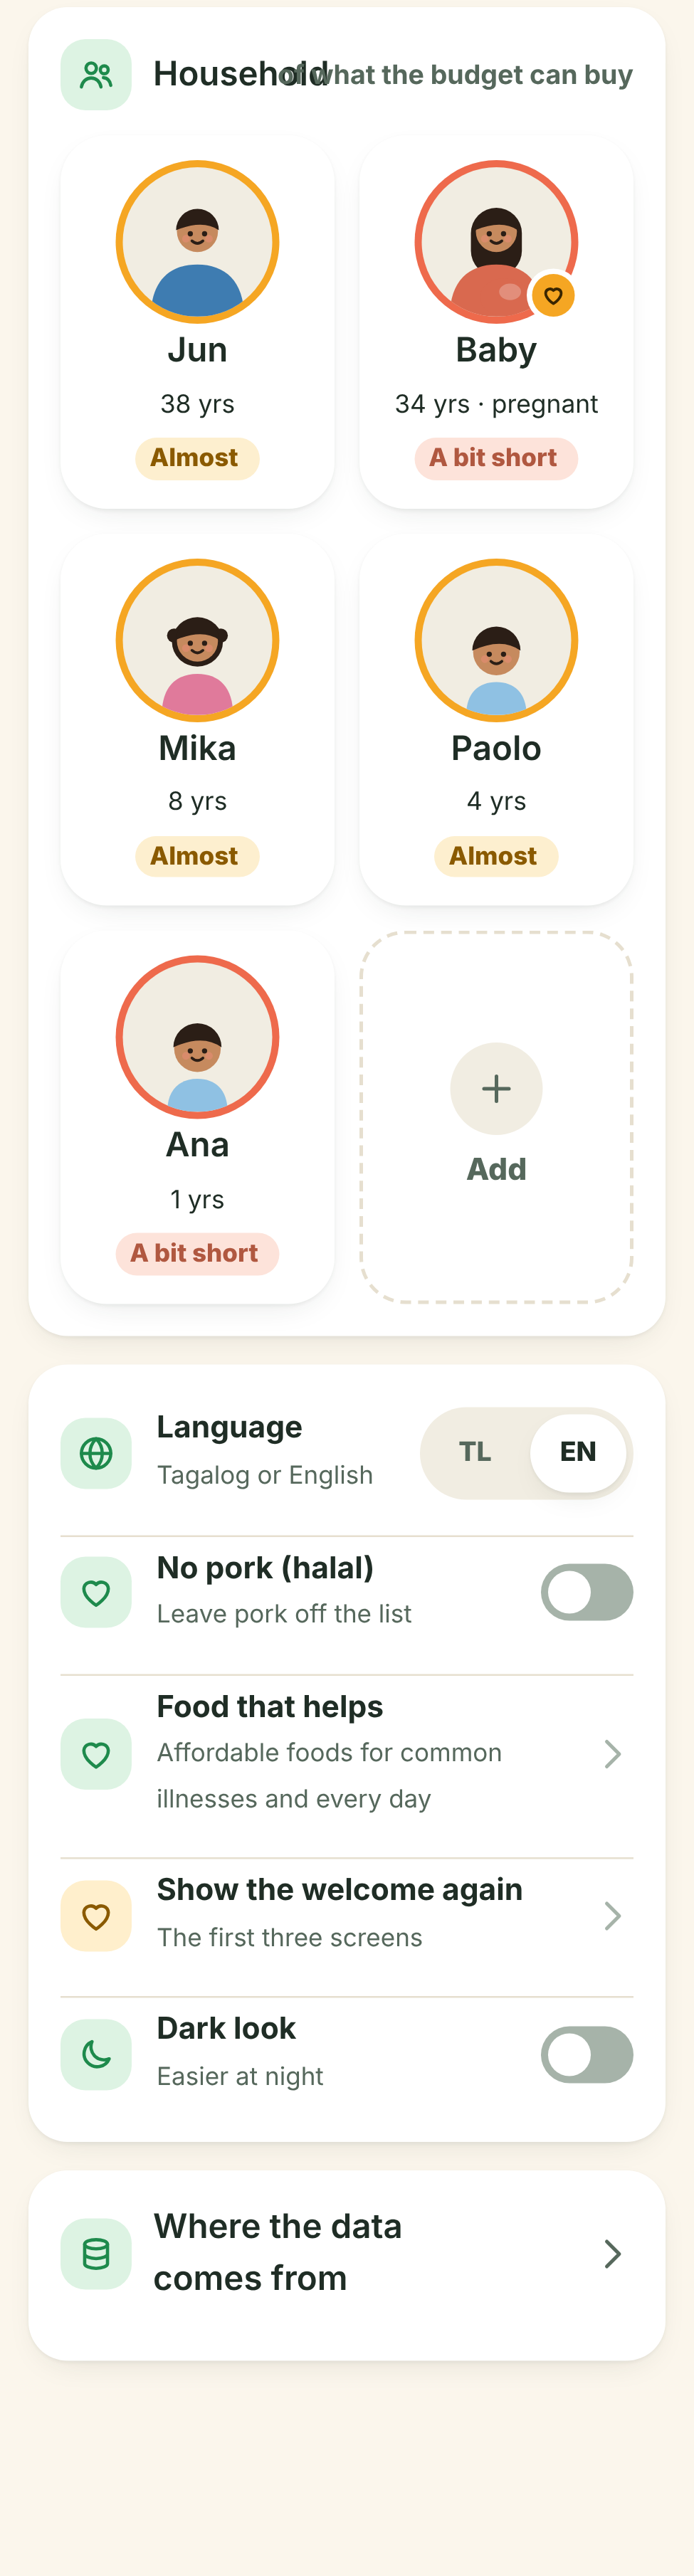 Household
of what the budget can buy
Jun
38 yrs
Almost
Baby
34 yrs · pregnant
A bit short
Mika
8 yrs
Almost
Paolo
4 yrs
Almost
Ana
1 yrs
A bit short
Add
Language
Tagalog or English
TL
EN
No pork (halal)
Leave pork off the list
Food that helps
Affordable foods for common
illnesses and every day
Show the welcome again
The first three screens
Dark look
Easier at night
Where the data
comes from